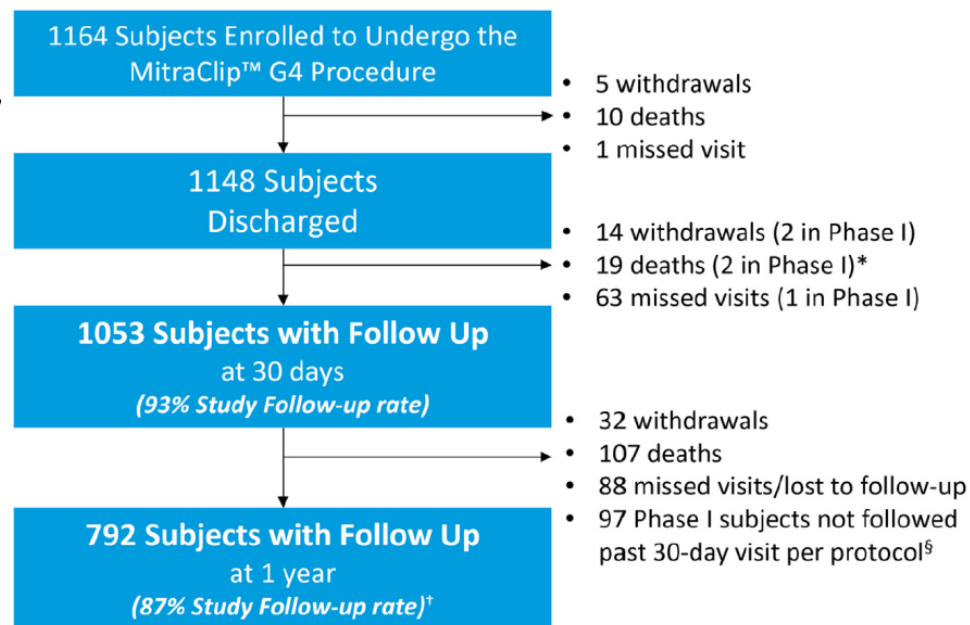 1164 Subjects Enrolled to Undergo the
MitraClip™ G4 Procedure
• 5 withdrawals
• 10 deaths
• 1 missed visit
1148 Subjects
Discharged
• 14 withdrawals (2 in Phase I)
• 19 deaths (2 in Phase I)*
• 63 missed visits (1 in Phase I)
1053 Subjects with Follow Up
at 30 days
(93% Study Follow-up rate)
• 32 withdrawals
• 107 deaths
• 88 missed visits/lost to follow-up
• 97 Phase I subjects not followed
past 30-day visit per protocol§
792 Subjects with Follow Up
at 1 year
(87% Study Follow-up rate)†